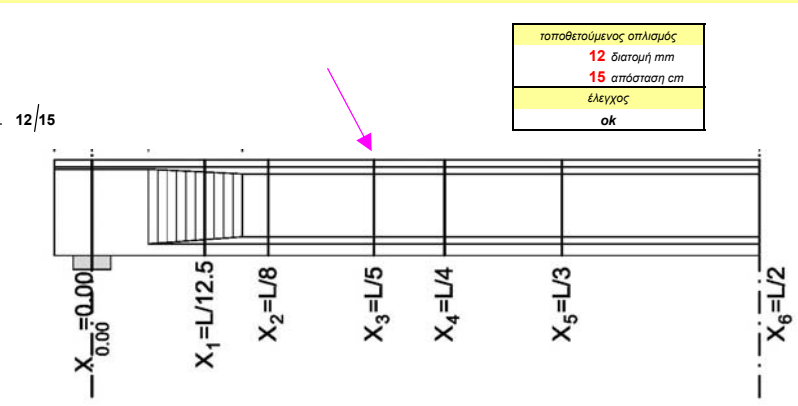 τοποθετούμενος οπλισμός
12 διατομή mm
15 απόσταση cm
έλεγχος
ok
12/15
X =0.00
0.00
X₁=L/12.5
X₂=L/8
X₃=L/5
X₄=L/4
X₅=L/3
X₆=L/2